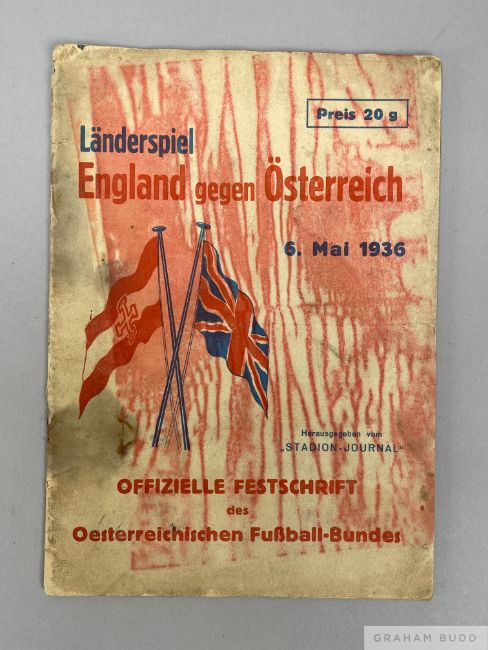 Preis 20 g
Länderspiel
England gegen Österreich
6. Mai 1936
Herausgegeben vom
„STADION-JOURNAL"
OFFIZIELLE FESTSCHRIFT
des
Oesterreichischen Fußball-Bundes
GRAHAM BUDD